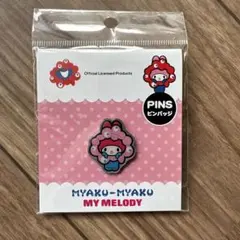 Official Licensed Products
PINS
ピンバッジ
MYAKU-MYAKU
MY MELODY